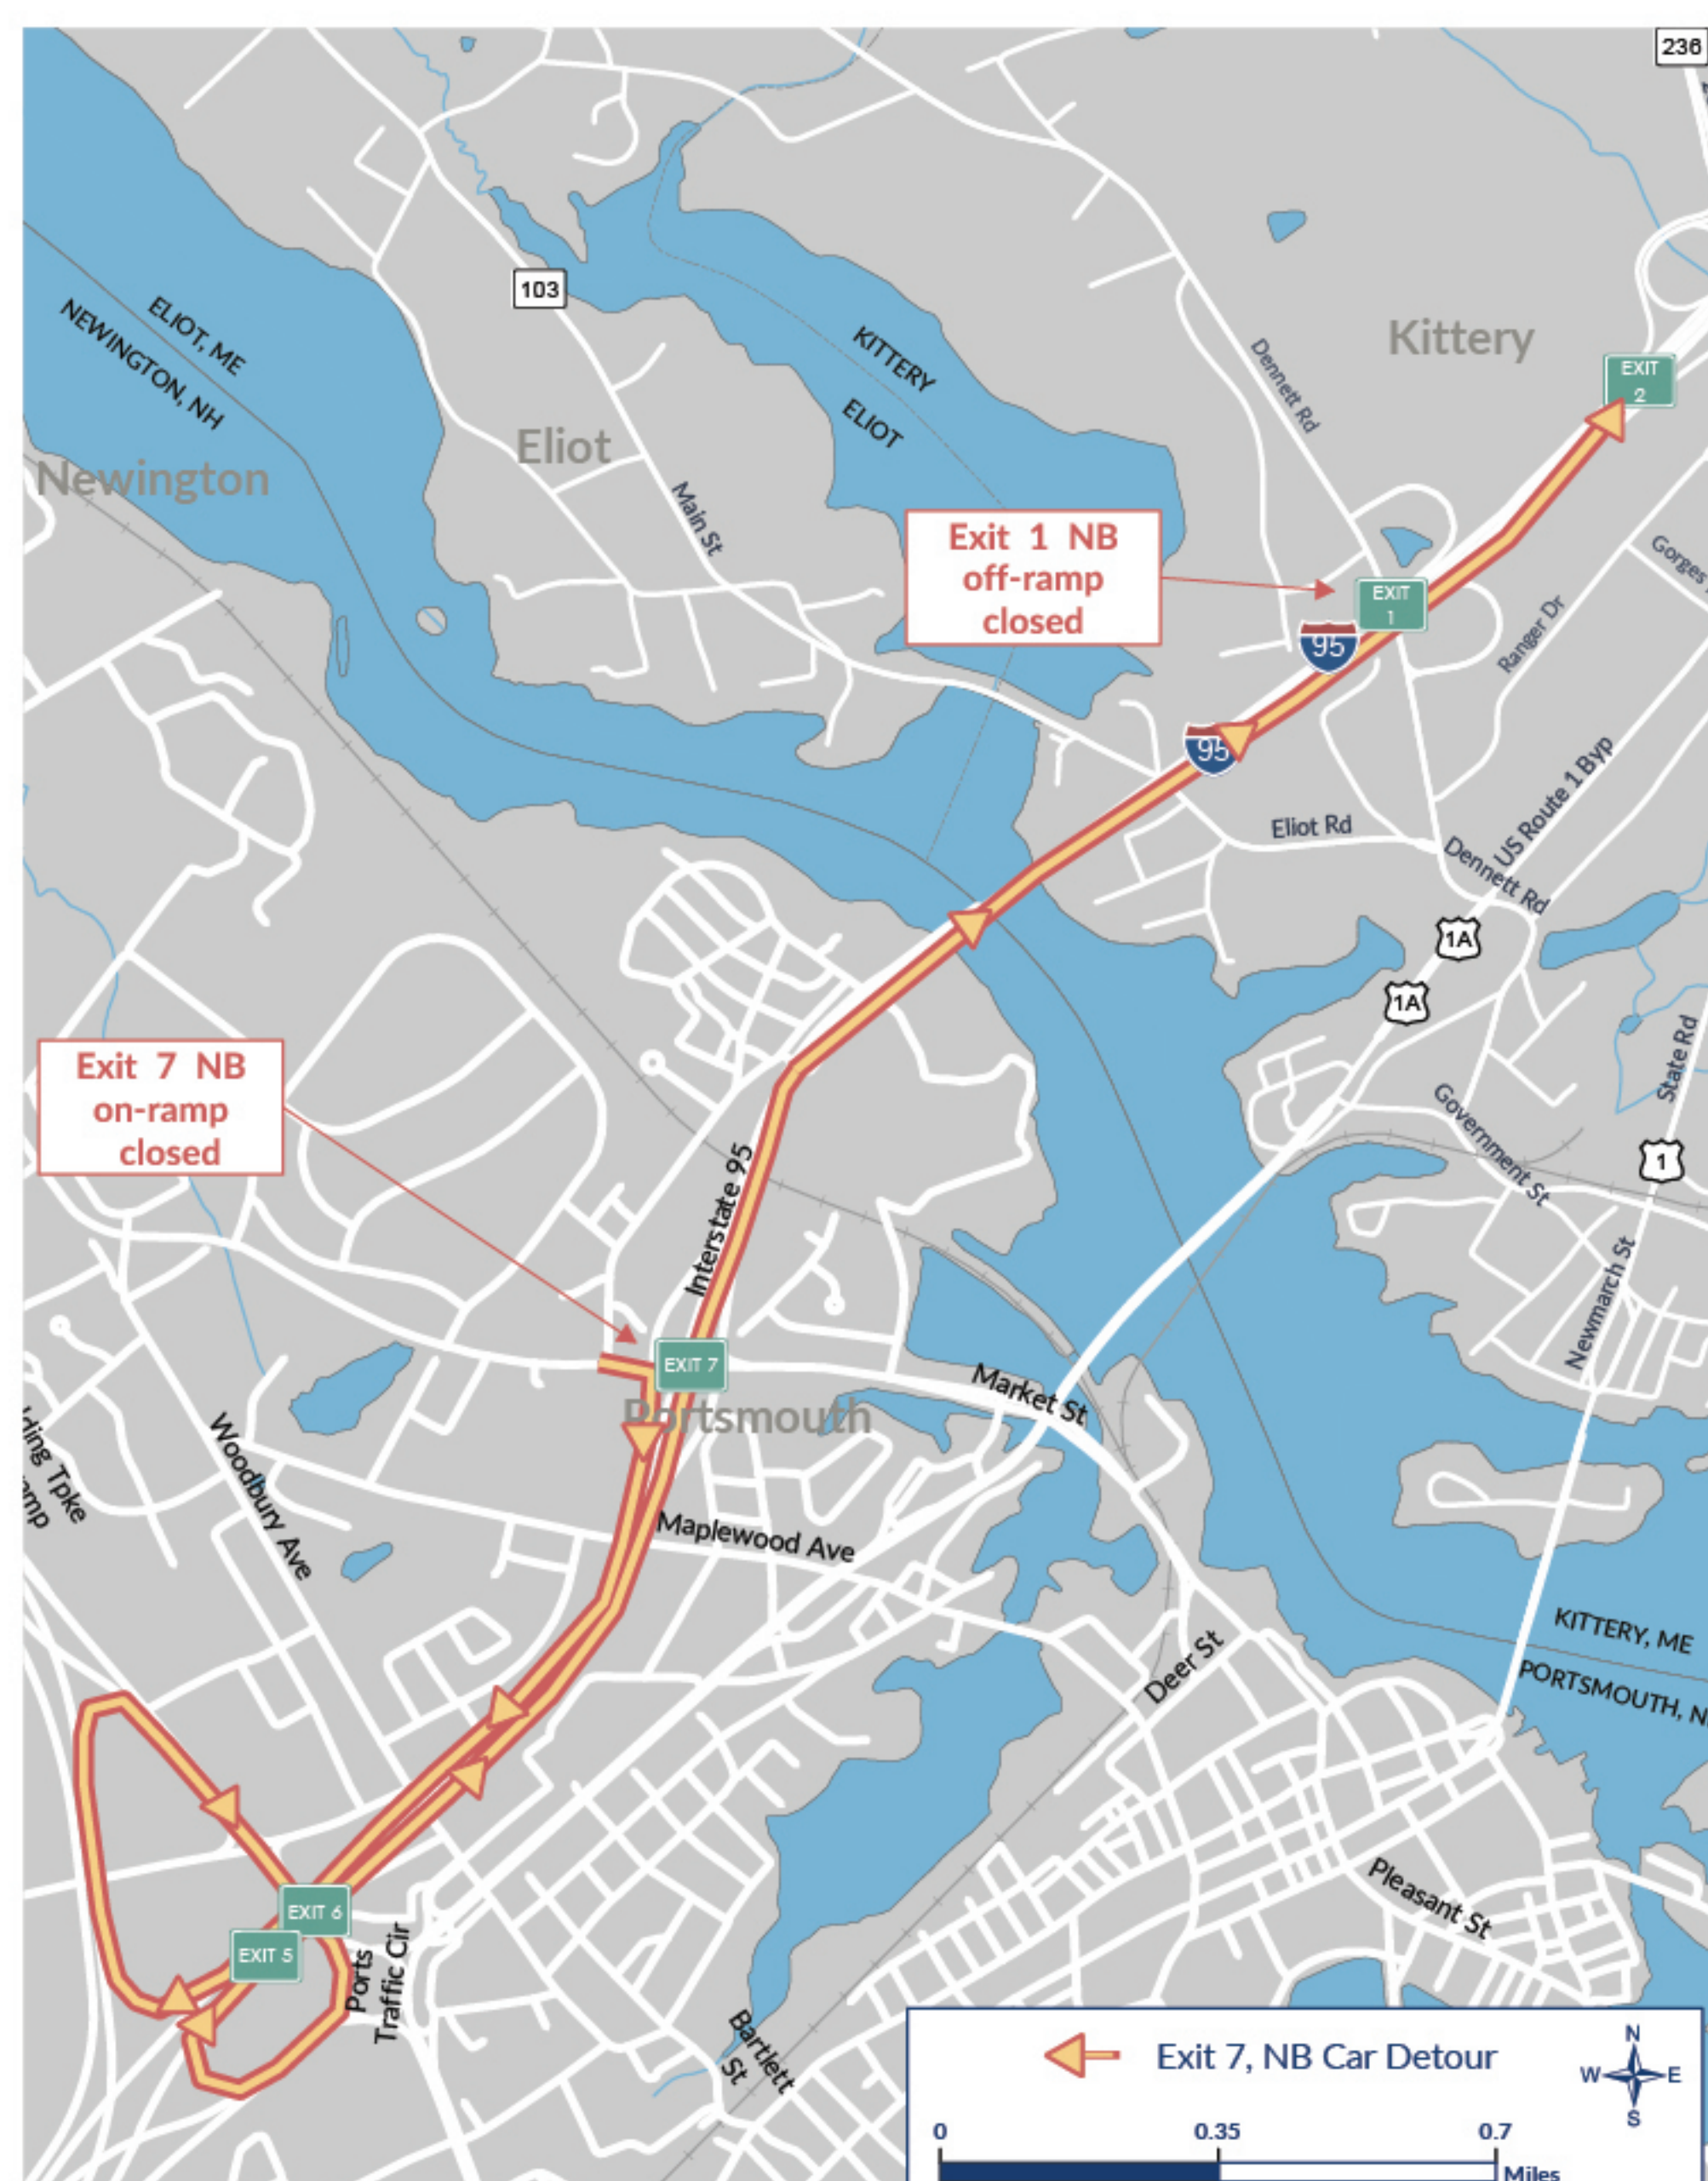 236
103
ELIOT, ME
NEWINGTON, NH
KITTERY
ELIOT
Kittery
Dennett Rd
EXIT
2
Eliot
Newington
Main St
Exit 1 NB
off-ramp
closed
EXIT
1
95
95
Gorges
Ranger Dr
US Route 1 Byp
Eliot Rd
Dennett Rd
1A
1A
State Rd
Exit 7 NB
on-ramp
closed
Government St
1
Interstate 95
Newmarch St
EXIT 7
Portsmouth
Market St
Woodbury Ave
lding Tpke
amp
Maplewood Ave
KITTERY, ME
PORTSMOUTH, N
Deer St
Pleasant St
EXIT 6
EXIT 5
Ports
Traffic Cir
Bartlett
St
Exit 7, NB Car Detour
N
W
E
S
0
0.35
0.7
Miles